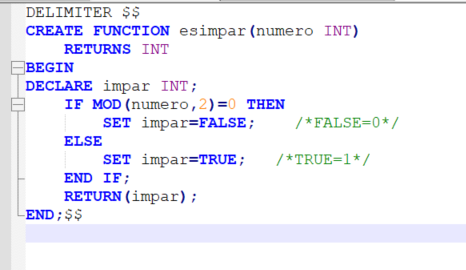 DELIMITER $$
CREATE FUNCTION esimpar(numero INT)
    RETURNS INT
BEGIN
DECLARE impar INT;
    IF MOD(numero,2)=0 THEN
        SET impar=FALSE;    /*FALSE=0*/
    ELSE
        SET impar=TRUE;   /*TRUE=1*/
    END IF;
    RETURN(impar);
END;$$